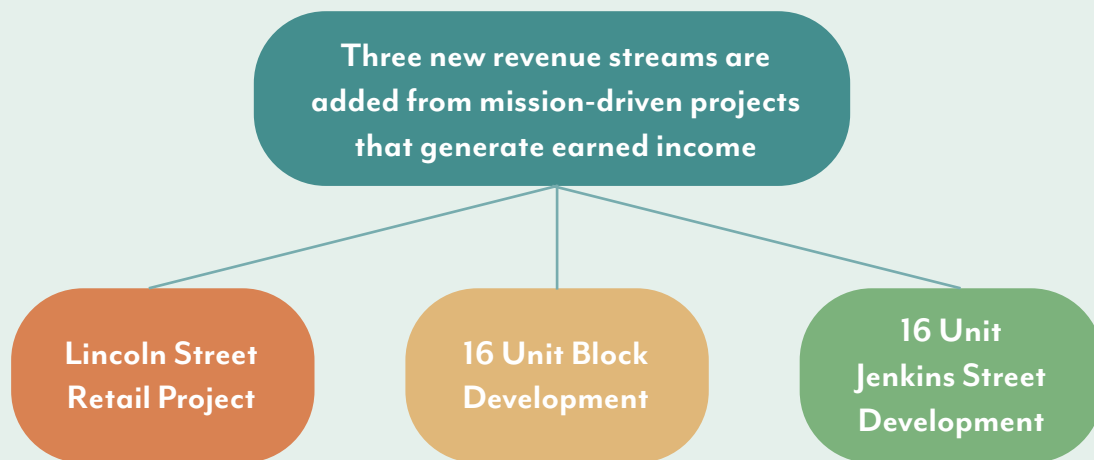 Three new revenue streams are
added from mission-driven projects
that generate earned income
Lincoln Street
Retail Project
16 Unit Block
Development
16 Unit
Jenkins Street
Development